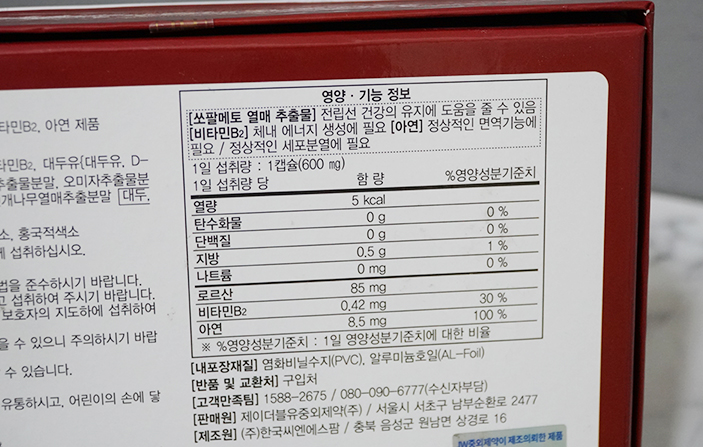 타민B2, 아연 제품
타민B2, 대두유(대두유, D-
추출물분말, 오미자추출물분
개나무열매추출분말 대두.
소, 홍국적색소
섭취하십시오.
법을 준수하시기 바랍니다.
고 섭취하여 주시기 바랍니다.
보호자의 지도하에 섭취하여
을 수 있으니 주의하시기 바랍
수 있습니다.
유통하시고, 어린이의 손에 닿
영양·기능 정보
[쏘팔메토 열매 추출물] 전립선 건강의 유지에 도움을 줄 수 있음
[비타민B2] 체내 에너지 생성에 필요 [아연] 정상적인 면역기능에
필요 / 정상적인 세포분열에 필요
1일 섭취량 : 1캡슐(600 mg)
1일 섭취량 당 함 량 %영양성분기준치
열량 5 kcal
탄수화물 0 g 0 %
단백질 0 g 0 %
지방 0.5 g 1 %
나트륨 0 mg 0 %
로르산 85 mg
비타민B2 0.42 mg 30 %
아연 8.5 mg 100 %
※ %영양성분기준치 : 1일 영양성분기준치에 대한 비율
[내포장재질] 염화비닐수지(PVC), 알루미늄호일(AL-Foil)
[반품 및 교환처] 구입처
[고객만족팀] 1588-2675 / 080-090-6777(수신자부담)
[판매원] 제이더블유중외제약(주) / 서울시 서초구 남부순환로 2477
[제조원] (주)한국씨엔에스팜 / 충북 음성군 원남면 상경로 16
JW중외제약이 제조의뢰한 제품